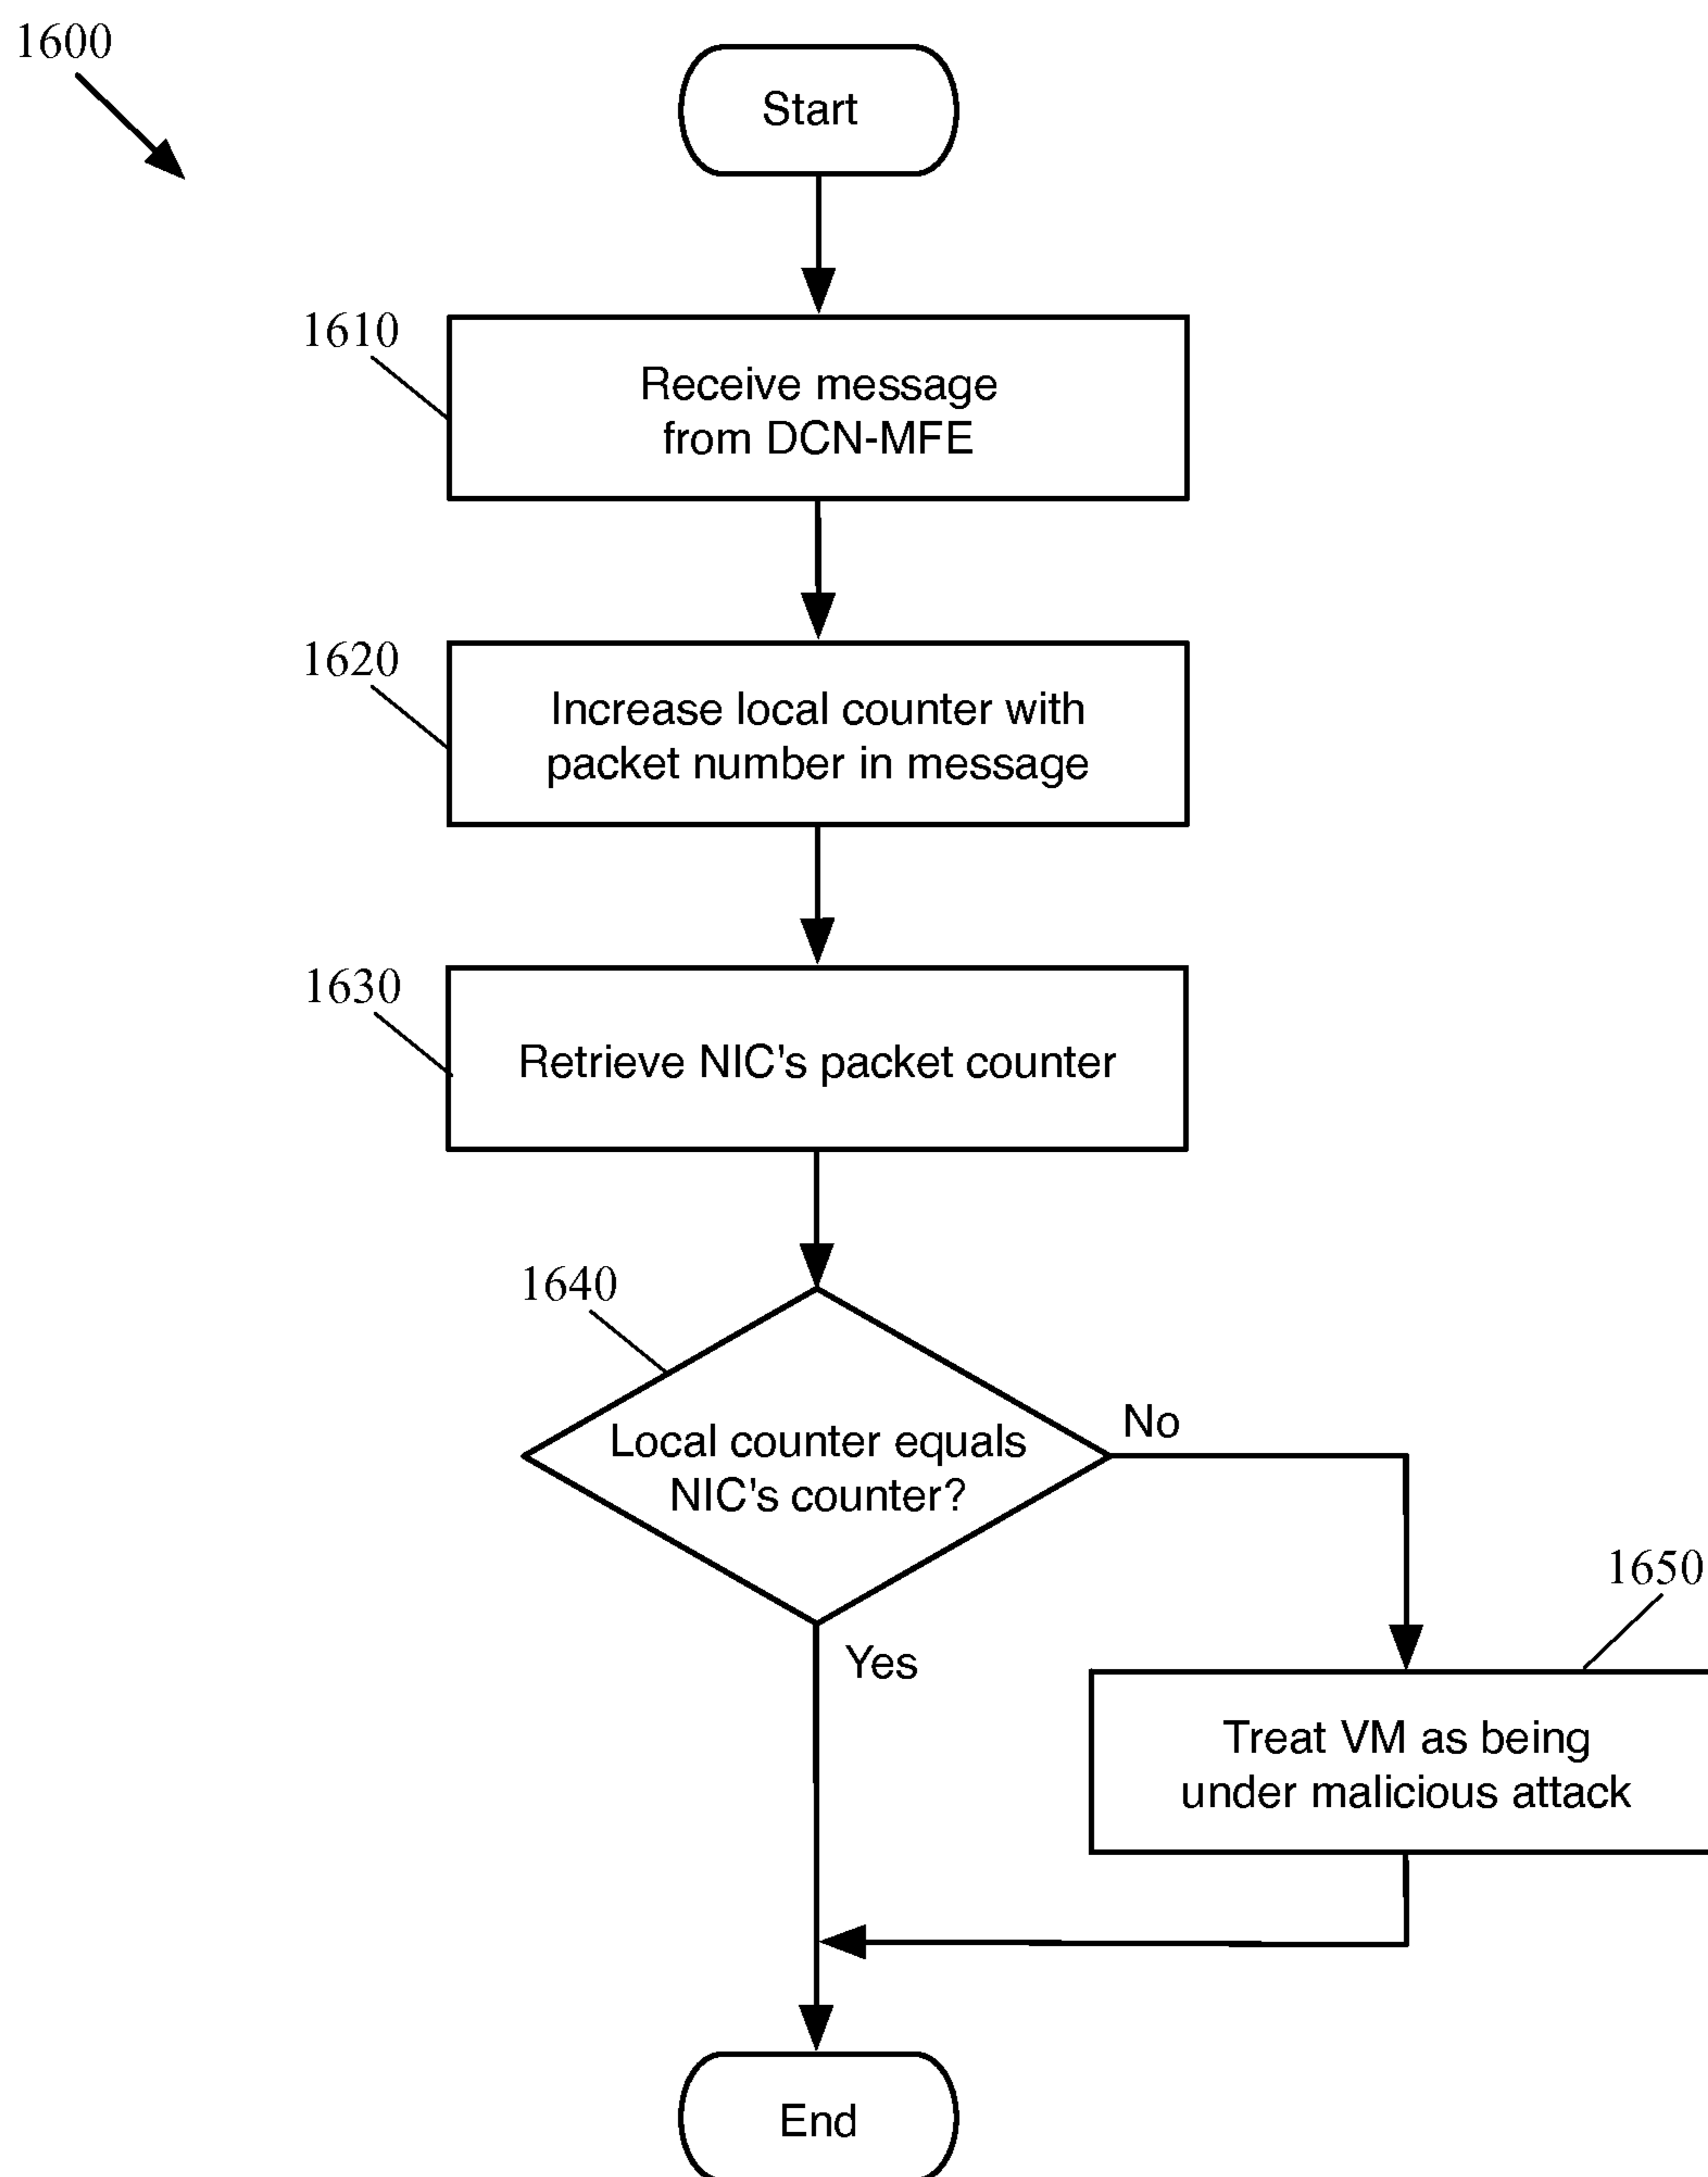 1600
Start
1610
Receive message
from DCN-MFE
1620
Increase local counter with
packet number in message
1630
Retrieve NIC's packet counter
1640
Local counter equals
NIC's counter?
No
Yes
1650
Treat VM as being
under malicious attack
End